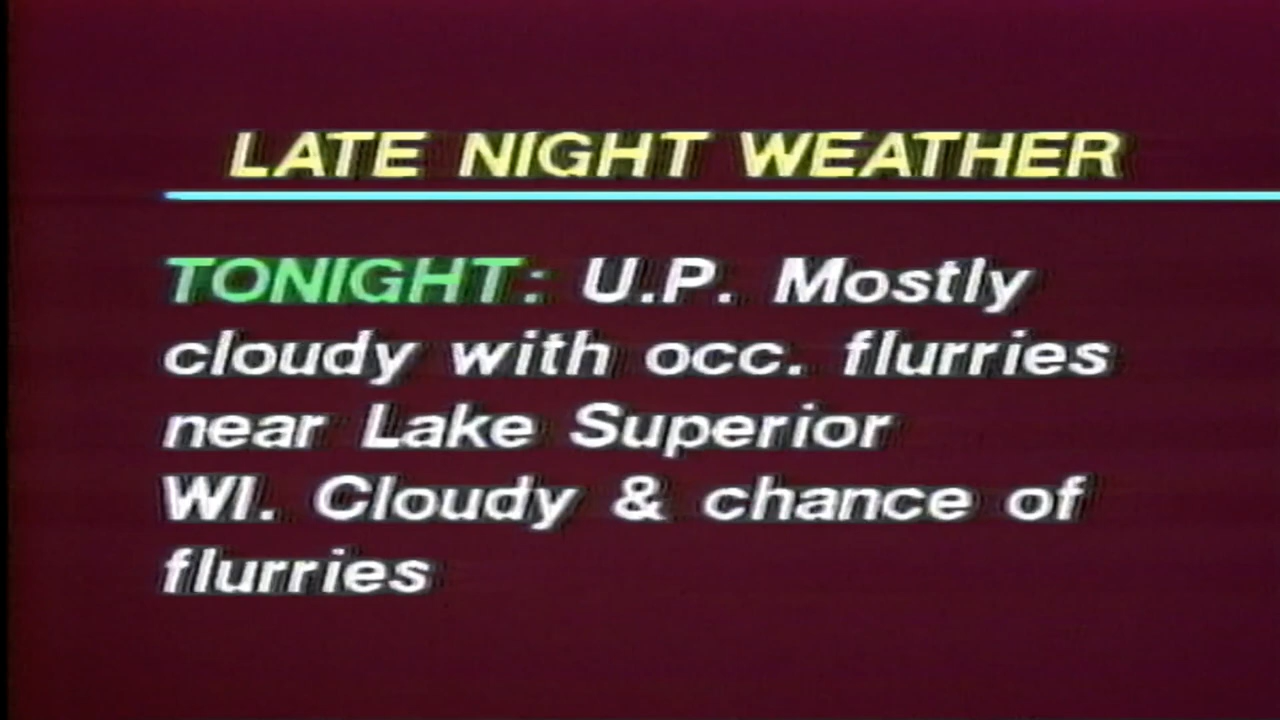 LATE NIGHT WEATHER
TONIGHT: U.P. Mostly
cloudy with occ. flurries
near Lake Superior
WI. Cloudy & chance of
flurries